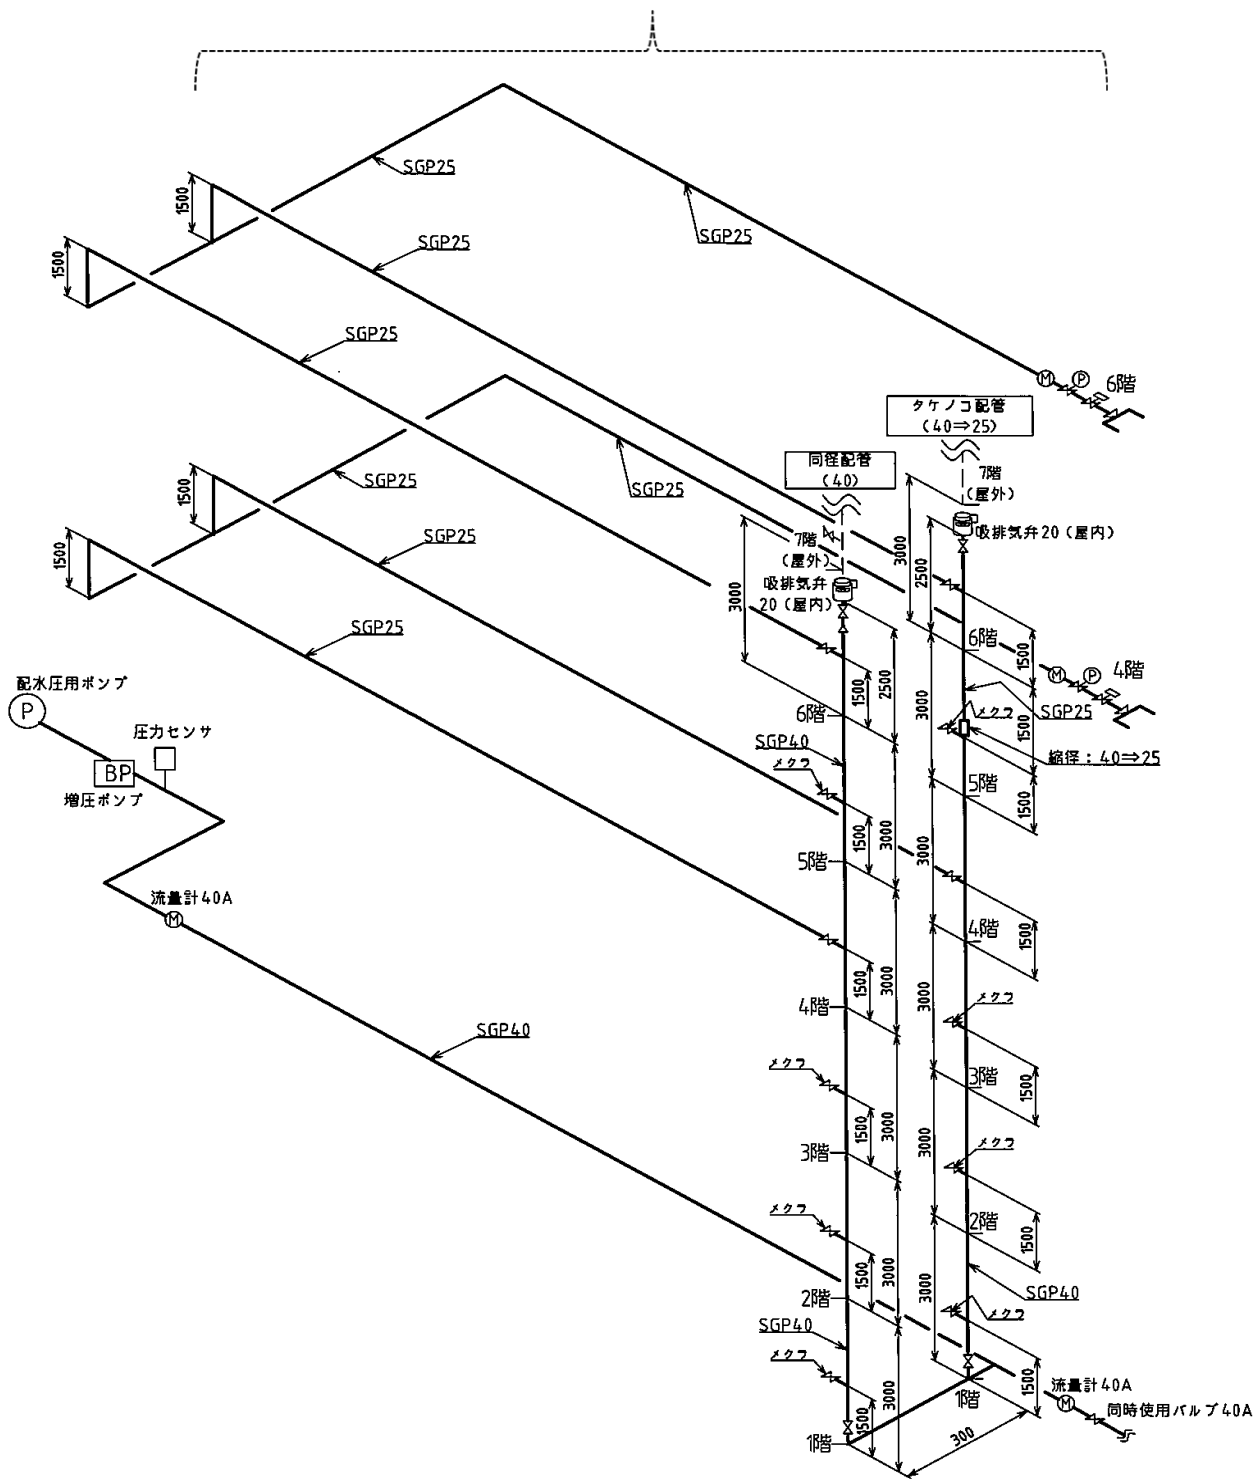 SGP25
SGP25
1500
SGP25
1500
SGP25
M
P
6階
タケノコ配管
(40⇒25)
同径配管
(40)
7階
(屋外)
SGP25
SGP25
1500
SGP25
1500
SGP25
7階
(屋外)
吸排気弁
20(屋内)
3000
3000
2500
吸排気弁20(屋内)
6階
1500
M
P
4階
SGP25
1500
メクラ
縮径:40⇒25
5階
1500
3000
2500
1500
6階
SGP40
メクラ
3000
1500
5階
3000
3000
4階
1500
配水圧用ポンプ
P
圧力センサ
BP
増圧ポンプ
流量計40A
M
SGP40
3000
1500
4階
3000
メクラ
3階
1500
メクラ
3000
1500
3階
3000
メクラ
2階
1500
メクラ
3000
1500
2階
SGP40
3000
SGP40
メクラ
メクラ
3000
1500
1階
1500
1階
300
流量計40A
M
同時使用バルブ40A